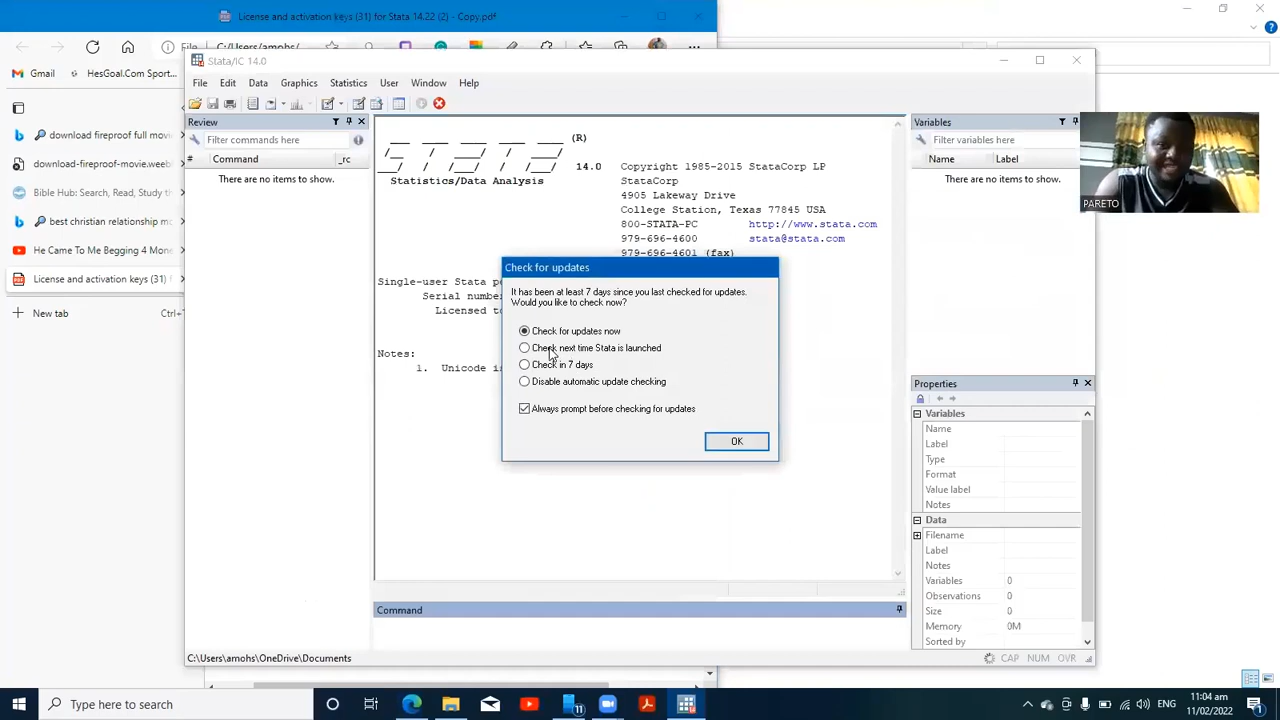 License and activation keys (31) for Stata 14.22 (2) - Copy.pdf
File
C:/Users/amohs/
Gmail
HesGoal.Com Sport...
download fireproof full movi
download-fireproof-movie.weebl
Bible Hub: Search, Read, Study th
best christian relationship mo
He Came To Me Begging 4 Mone
License and activation keys (31) f
New tab
Stata/IC 14.0
File Edit Data Graphics Statistics User Window Help
Review
Filter commands here
# Command _rc
There are no items to show.
(R)
14.0 Copyright 1985-2015 StataCorp LP
Statistics/Data Analysis StataCorp
4905 Lakeway Drive
College Station, Texas 77845 USA
800-STATA-PC http://www.stata.com
979-696-4600 stata@stata.com
979-696-4601 (fax)
Single-user Stata p
Serial numbe
Licensed to
Notes:
1. Unicode is
Check for updates
It has been at least 7 days since you last checked for updates.
Would you like to check now?
Check for updates now
Check next time Stata is launched
Check in 7 days
Disable automatic update checking
Always prompt before checking for updates
OK
Command
C:\Users\amohs\OneDrive\Documents
CAP NUM OVR
Variables
Filter variables here
Name Label
There are no items to show.
PARETO
Properties
Variables
Name
Label
Type
Format
Value label
Notes
Data
Filename
Label
Notes
Variables 0
Observations 0
Size 0
Memory 0M
Sorted by
Type here to search
11
ENG
11:04 am
11/02/2022
1